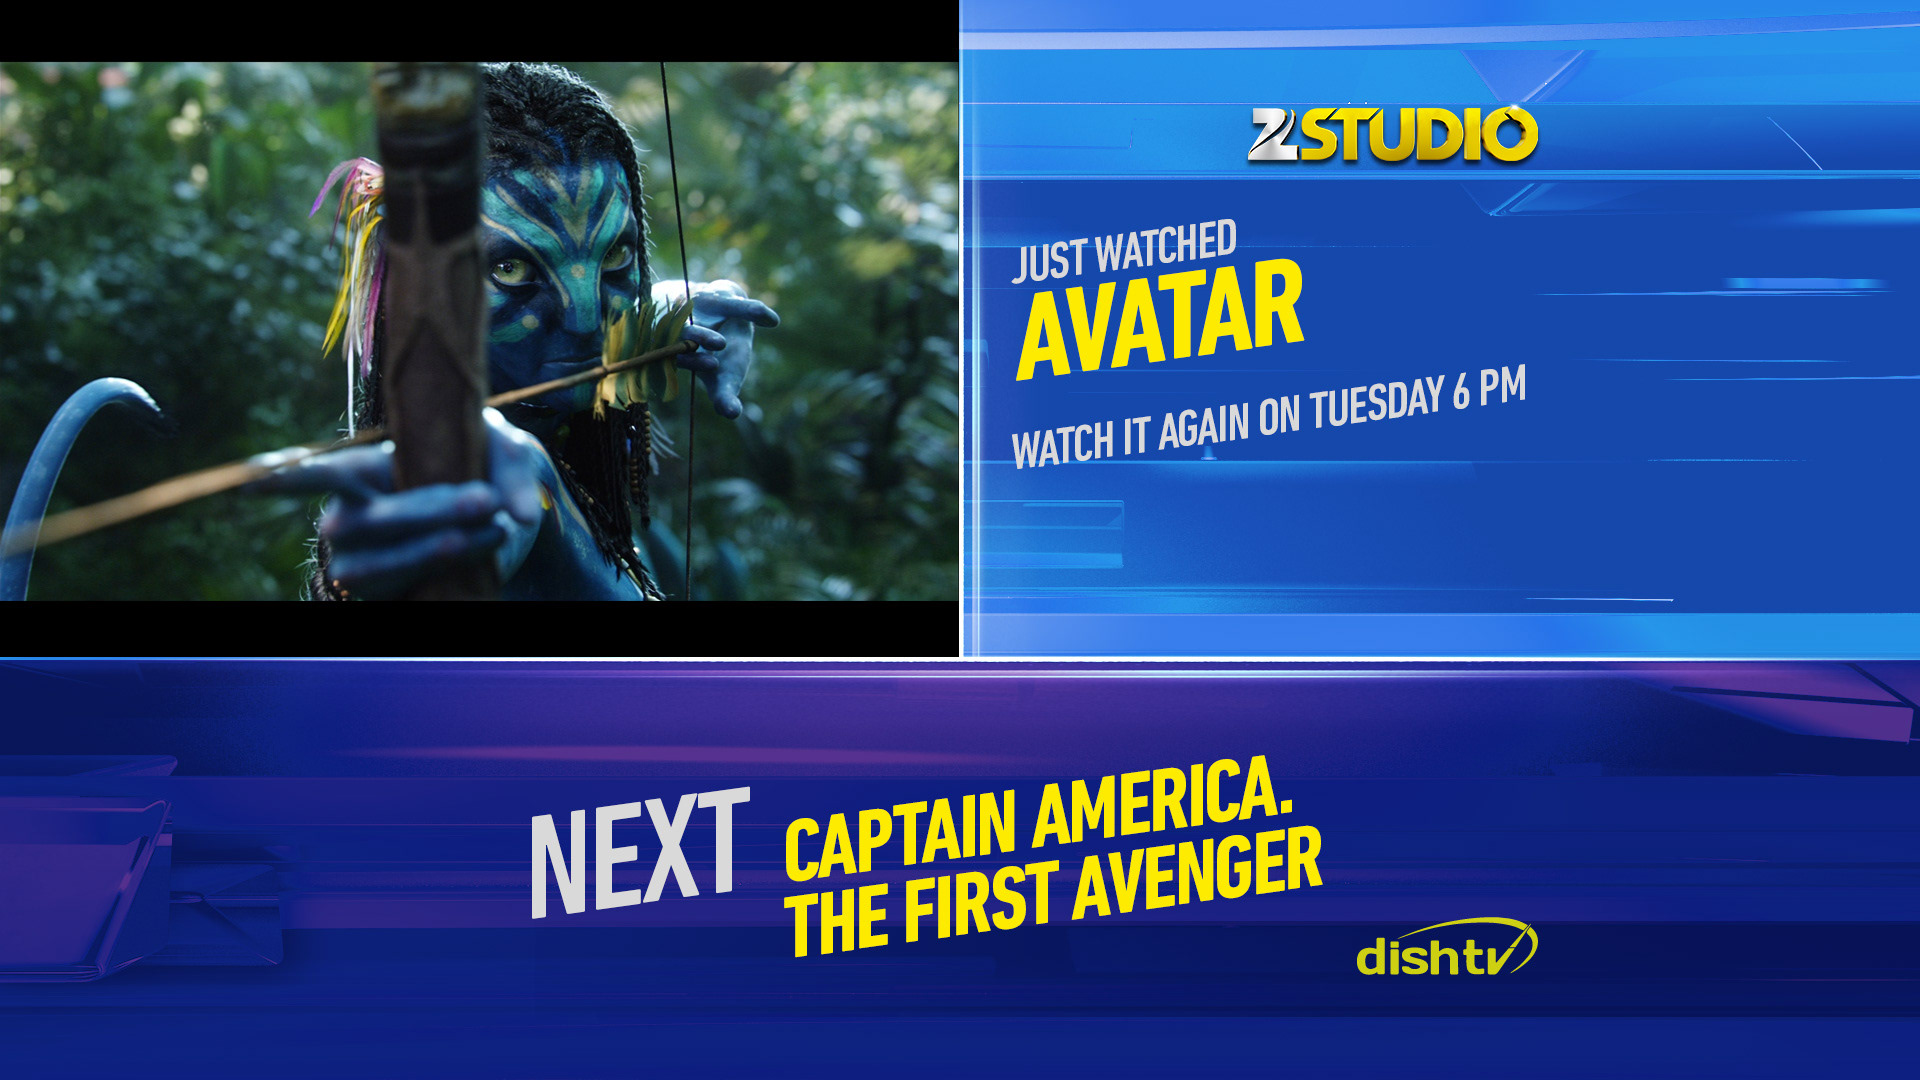 ZSTUDIO
JUST WATCHED
AVATAR
WATCH IT AGAIN ON TUESDAY 6 PM
NEXT
CAPTAIN AMERICA.
THE FIRST AVENGER
dishtv